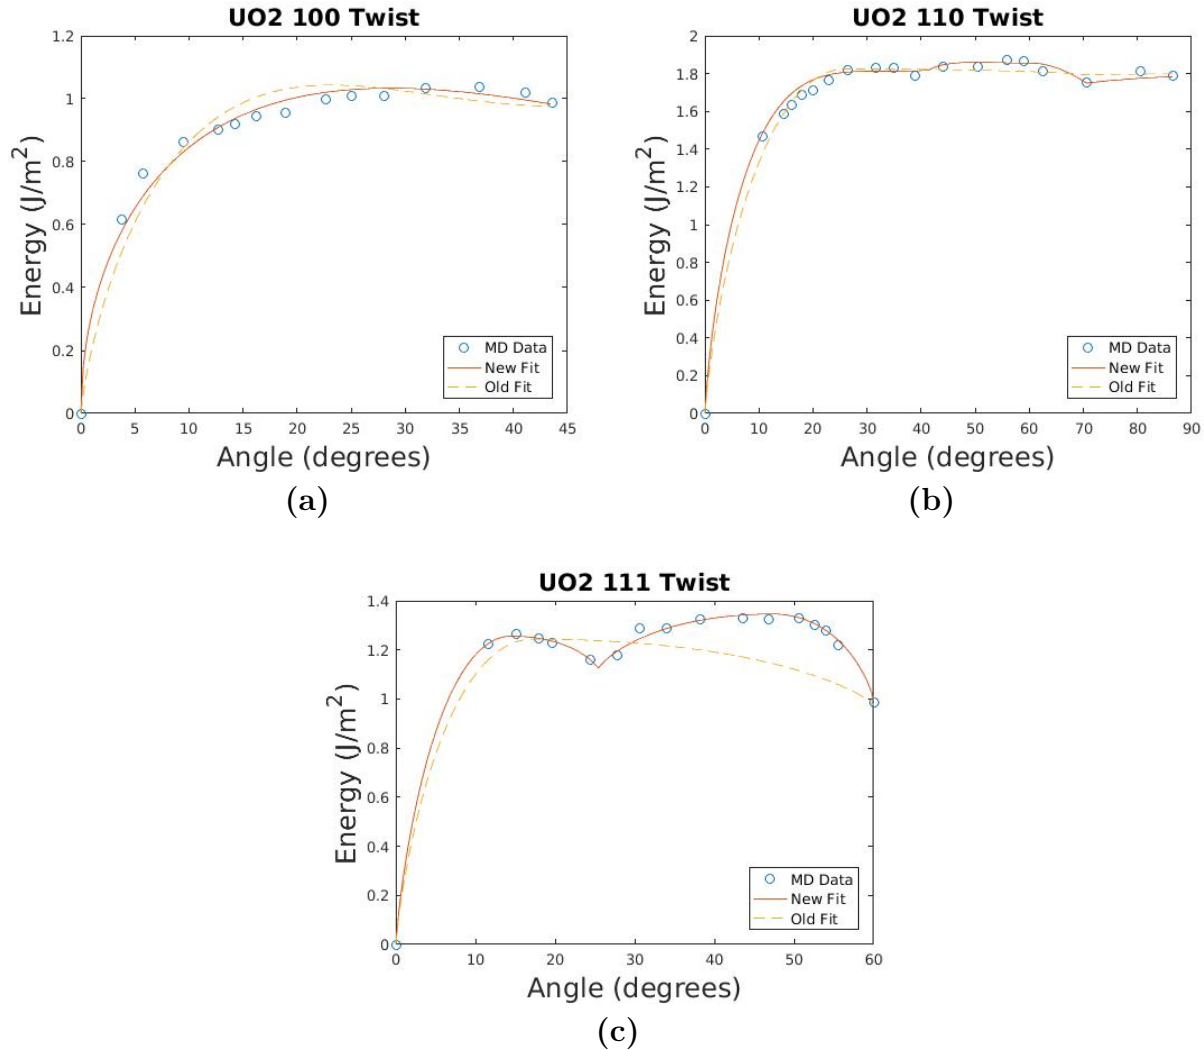 UO2 100 Twist
1.2
1
0.8
0.6
0.4
0.2
0
Energy (J/m²)
0 5 10 15 20 25 30 35 40 45
Angle (degrees)
MD Data
New Fit
Old Fit
(a)
UO2 110 Twist
2
1.8
1.6
1.4
1.2
1
0.8
0.6
0.4
0.2
0
Energy (J/m²)
0 10 20 30 40 50 60 70 80 90
Angle (degrees)
MD Data
New Fit
Old Fit
(b)
UO2 111 Twist
1.4
1.2
1
0.8
0.6
0.4
0.2
0
Energy (J/m²)
0 10 20 30 40 50 60
Angle (degrees)
MD Data
New Fit
Old Fit
(c)